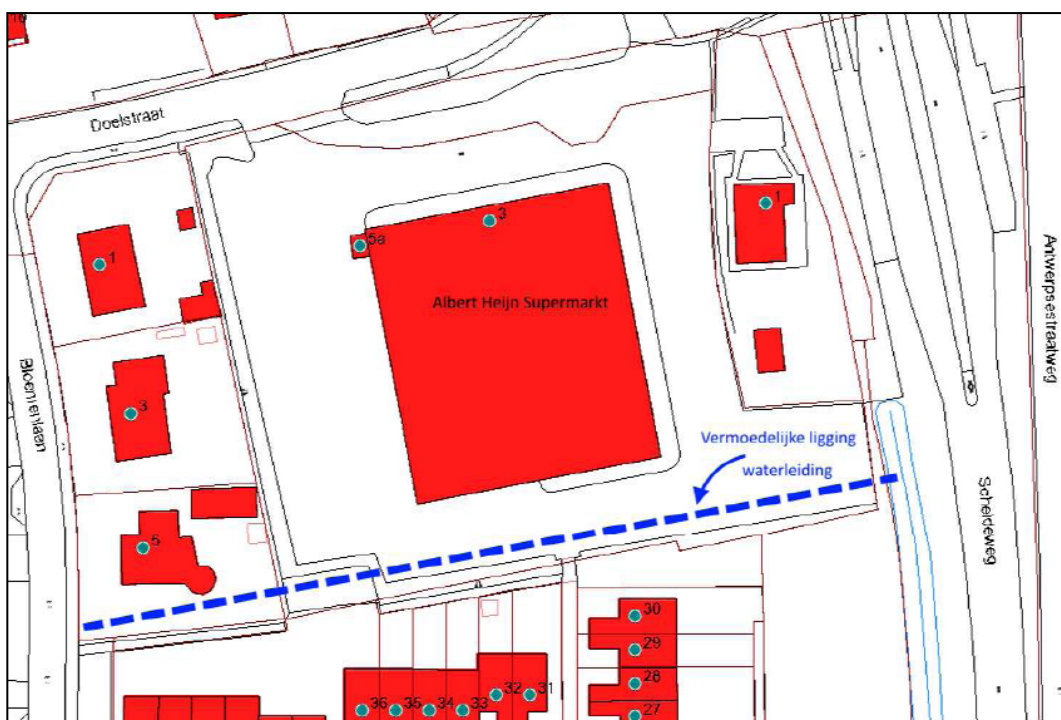 Doelstraat
3
1
5a
1
Albert Heijn Supermarkt
Bloemenlaan
Antwerpsestraatweg
3
Vermoedelijke ligging
waterleiding
Scheldeweg
5
30
29
28
27
36
35
34
33
32
31